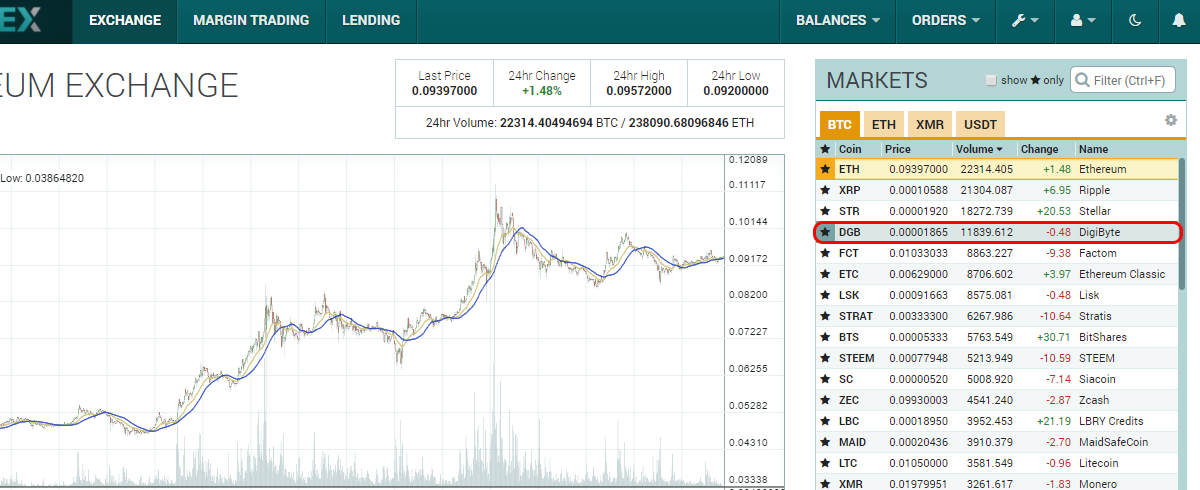 EX EXCHANGE MARGIN TRADING LENDING BALANCES ORDERS
EUM EXCHANGE
Last Price 24hr Change 24hr High 24hr Low
0.09397000 +1.48% 0.09572000 0.09200000
24hr Volume: 22314.40494694 BTC / 238090.68096846 ETH
Low: 0.03864820
0.12089
0.11117
0.10144
0.09172
0.08200
0.07227
0.06255
0.05282
0.04310
0.03338
MARKETS show ★ only Filter (Ctrl+F)
BTC ETH XMR USDT
★ Coin Price Volume Change Name
★ ETH 0.09397000 22314.405 +1.48 Ethereum
★ XRP 0.00010588 21304.087 +6.95 Ripple
★ STR 0.00001920 18272.739 +20.53 Stellar
★ DGB 0.00001865 11839.612 -0.48 DigiByte
★ FCT 0.01033033 8863.227 -9.38 Factom
★ ETC 0.00629000 8706.602 +3.97 Ethereum Classic
★ LSK 0.00091663 8575.081 -0.48 Lisk
★ STRAT 0.00333300 6267.986 -10.64 Stratis
★ BTS 0.00005333 5763.549 +30.71 BitShares
★ STEEM 0.00077948 5213.949 -10.59 STEEM
★ SC 0.00000520 5008.920 -7.14 Siacoin
★ ZEC 0.09930003 4541.240 -2.87 Zcash
★ LBC 0.00018950 3952.453 +21.19 LBRY Credits
★ MAID 0.00020436 3910.379 -2.70 MaidSafeCoin
★ LTC 0.01050000 3581.549 -0.96 Litecoin
★ XMR 0.01979951 3261.617 -1.83 Monero